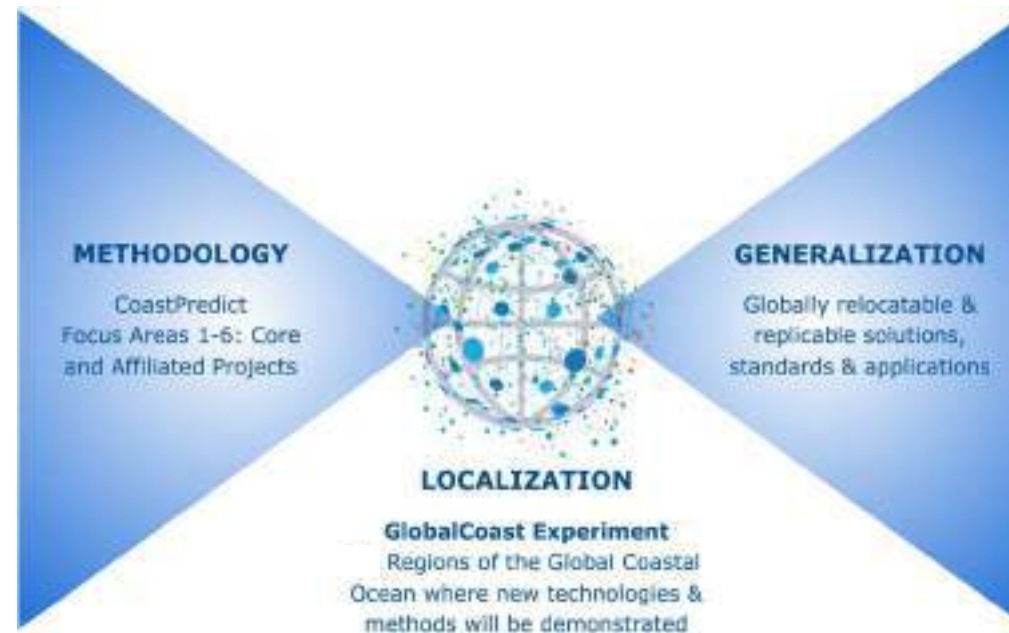 METHODOLOGY
CoastPredict
Focus Areas 1-6: Core
and Affiliated Projects
GENERALIZATION
Globally relocatable &
replicable solutions,
standards & applications
LOCALIZATION
GlobalCoast Experiment
Regions of the Global Coastal
Ocean where new technologies &
methods will be demonstrated